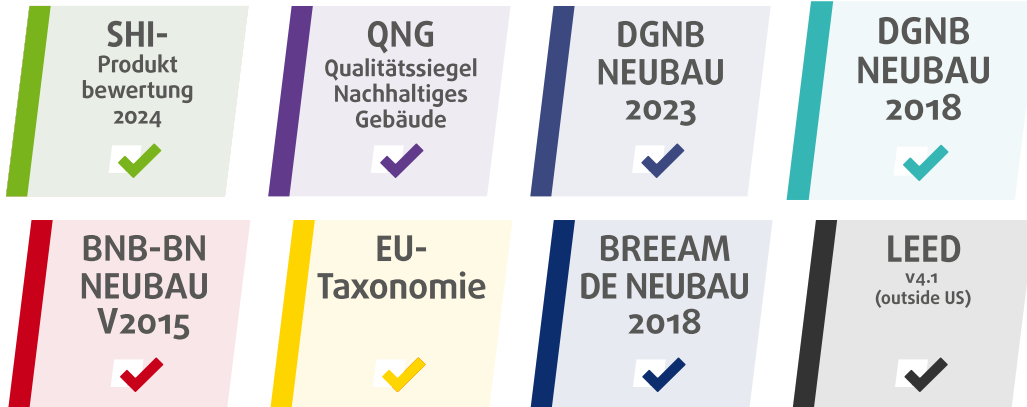 SHI-
Produkt
bewertung
2024
QNG
Qualitätssiegel
Nachhaltiges
Gebäude
DGNB
NEUBAU
2023
DGNB
NEUBAU
2018
BNB-BN
NEUBAU
V2015
EU-
Taxonomie
BREEAM
DE NEUBAU
2018
LEED
v4.1
(outside US)